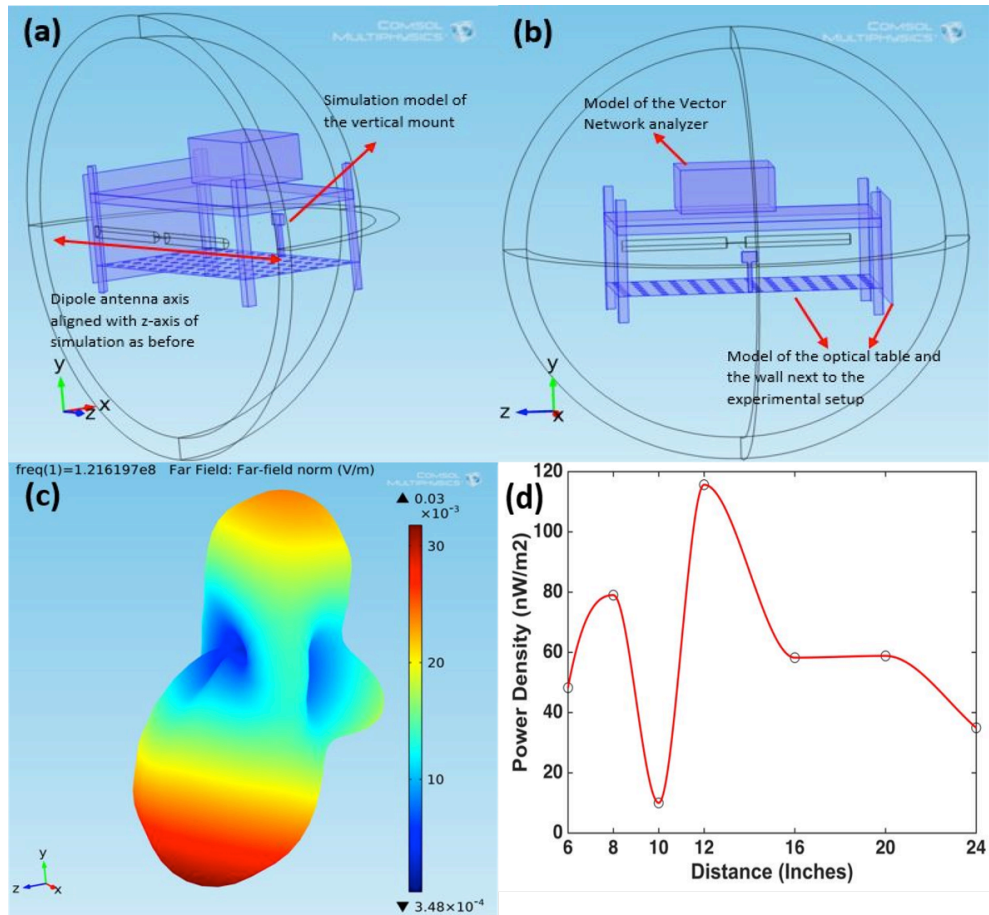 (a)
COMSOL
MULTIPHYSICS
Simulation model of
the vertical mount
Dipole antenna axis
aligned with z-axis of
simulation as before
y
x
z
(b)
COMSOL
MULTIPHYSICS
Model of the Vector
Network analyzer
Model of the optical table and
the wall next to the
experimental setup
y
z
x
freq(1)=1.216197e8 Far Field: Far-field norm (V/m)
(c)
COMSOL
MULTIPHYSICS
▲ 0.03
×10⁻³
30
20
10
▼ 3.48×10⁻⁴
y
z
x
(d)
120
100
80
60
40
20
0
6 8 10 12 16 20 24
Power Density (nW/m2)
Distance (Inches)